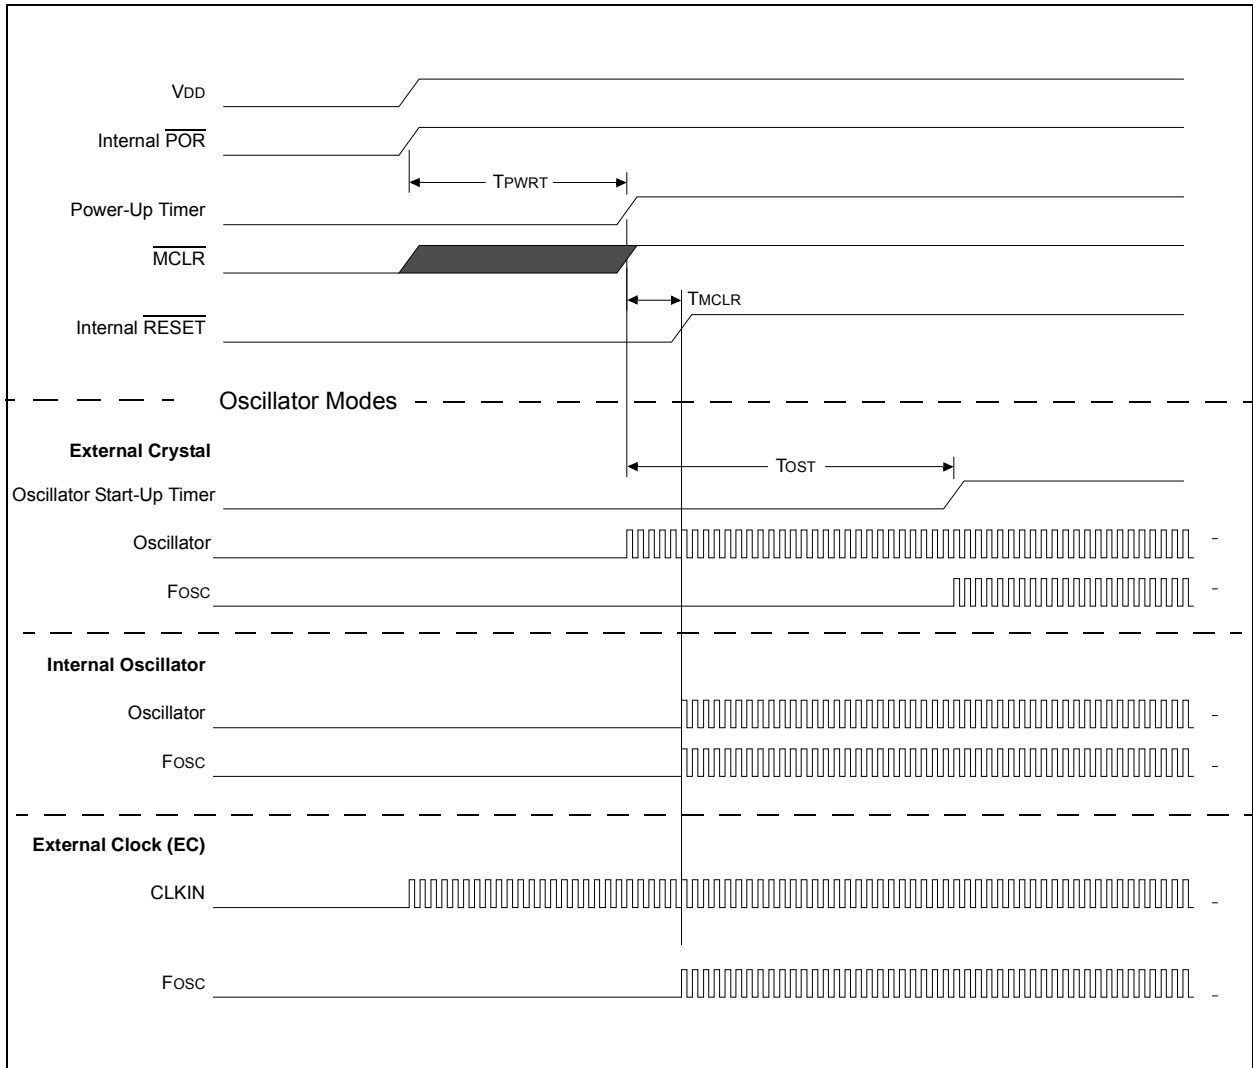 VDD
Internal POR
TPWRT
Power-Up Timer
MCLR
TMCLR
Internal RESET
Oscillator Modes
External Crystal
TOST
Oscillator Start-Up Timer
Oscillator
FOSC
Internal Oscillator
Oscillator
FOSC
External Clock (EC)
CLKIN
FOSC